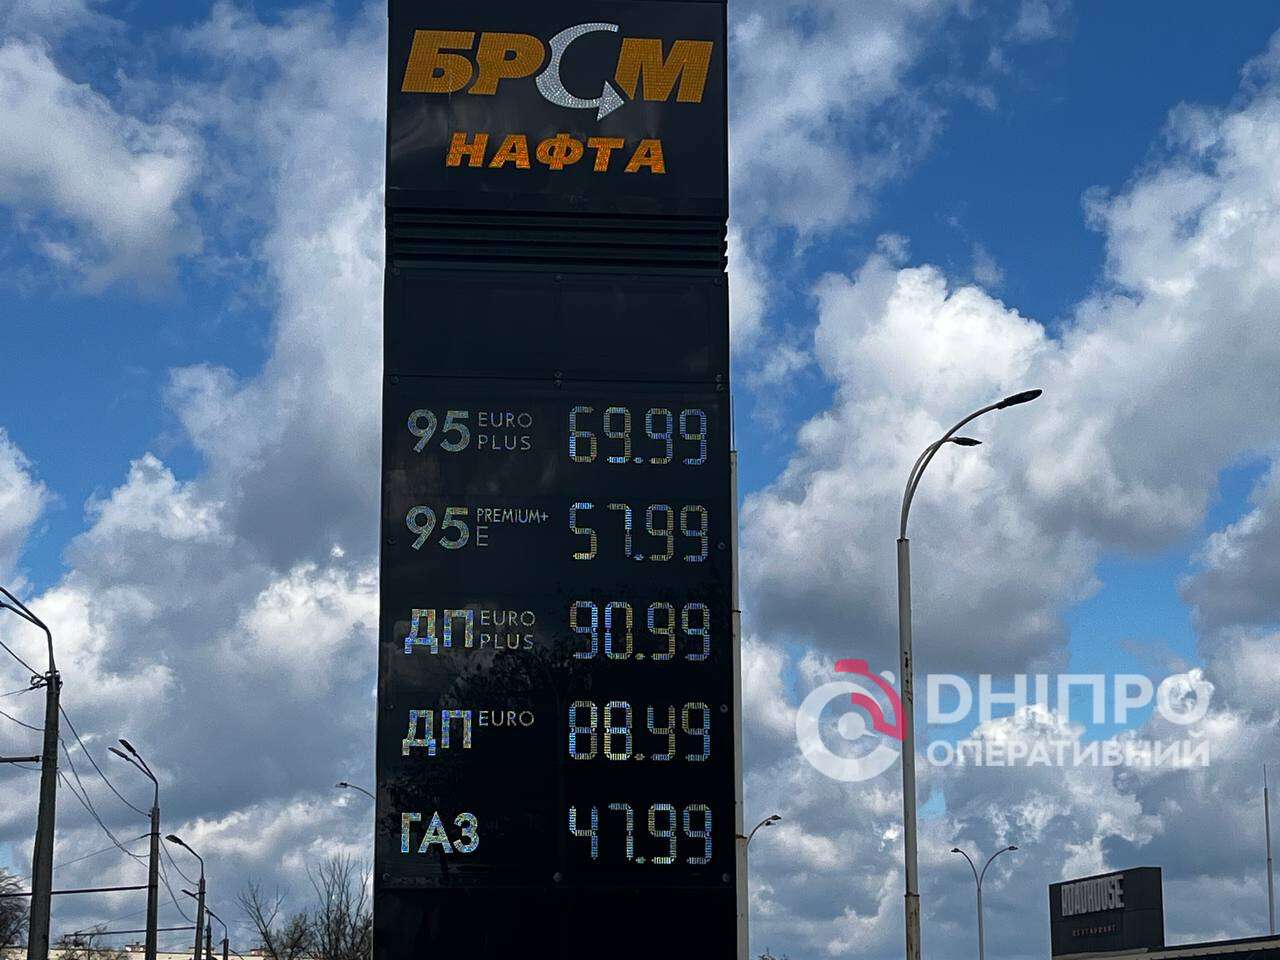 БРСМ
НАФТА
95 EURO PLUS 69.99
95 PREMIUM+ E 57.99
ДП EURO PLUS 90.99
ДП EURO 88.49
ГАЗ 47.99
DНІПРО
ОПЕРАТИВНИЙ
ROADHOUSE
RESTAURANT